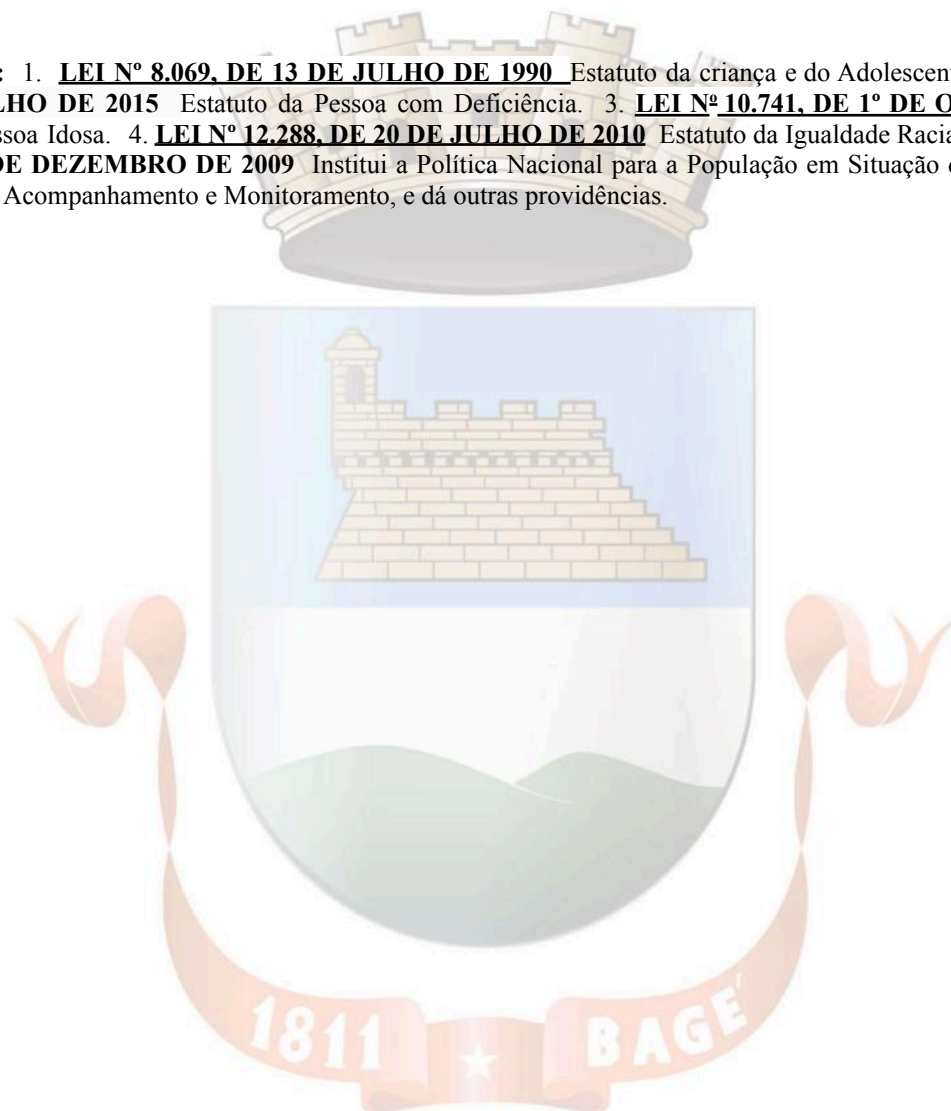 : 1. LEI Nº 8.069, DE 13 DE JULHO DE 1990 Estatuto da criança e do Adolescent
LHO DE 2015 Estatuto da Pessoa com Deficiência. 3. LEI Nº 10.741, DE 1º DE O
ssoa Idosa. 4. LEI Nº 12.288, DE 20 DE JULHO DE 2010 Estatuto da Igualdade Racia
DE DEZEMBRO DE 2009 Institui a Política Nacional para a População em Situação
Acompanhamento e Monitoramento, e dá outras providências.
1811 BAGÉ